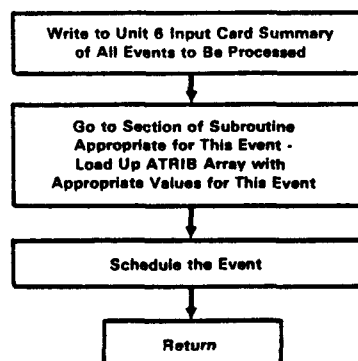 Write to Unit 6 Input Card Summary
of All Events to Be Processed
Go to Section of Subroutine
Appropriate for This Event -
Load Up ATRIB Array with
Appropriate Values for This Event
Schedule the Event
Return